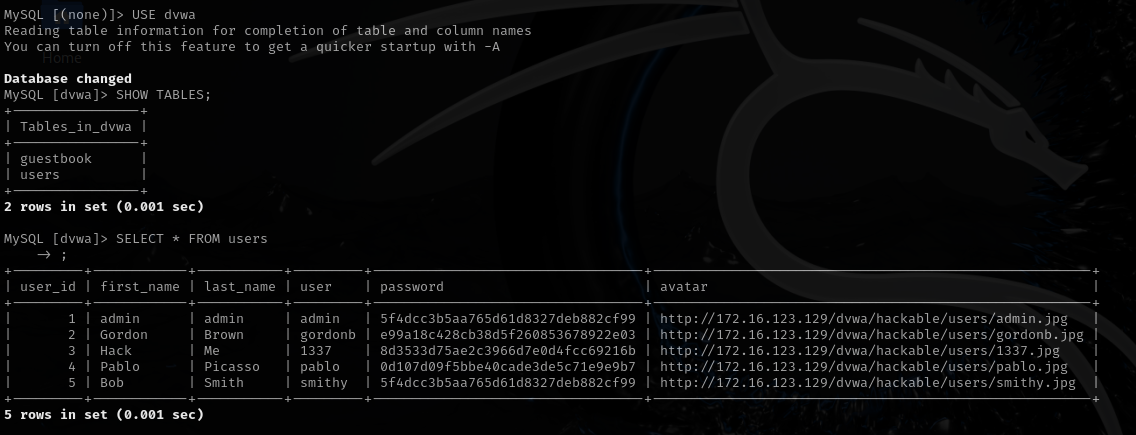 MySQL [(none)]> USE dvwa
Reading table information for completion of table and column names
You can turn off this feature to get a quicker startup with -A
Home
Database changed
MySQL [dvwa]> SHOW TABLES;
+----------------+
| Tables_in_dvwa |
+----------------+
| guestbook      |
| users          |
+----------------+
2 rows in set (0.001 sec)
MySQL [dvwa]> SELECT * FROM users
    -> ;
+---------+------------+-----------+---------+----------------------------------+-------------------------------------------------------+
| user_id | first_name | last_name | user    | password                         | avatar                                                |
+---------+------------+-----------+---------+----------------------------------+-------------------------------------------------------+
|       1 | admin      | admin     | admin   | 5f4dcc3b5aa765d61d8327deb882cf99 | http://172.16.123.129/dvwa/hackable/users/admin.jpg   |
|       2 | Gordon     | Brown     | gordonb | e99a18c428cb38d5f260853678922e03 | http://172.16.123.129/dvwa/hackable/users/gordonb.jpg |
|       3 | Hack       | Me        | 1337    | 8d3533d75ae2c3966d7e0d4fcc69216b | http://172.16.123.129/dvwa/hackable/users/1337.jpg    |
|       4 | Pablo      | Picasso   | pablo   | 0d107d09f5bbe40cade3de5c71e9e9b7 | http://172.16.123.129/dvwa/hackable/users/pablo.jpg   |
|       5 | Bob        | Smith     | smithy  | 5f4dcc3b5aa765d61d8327deb882cf99 | http://172.16.123.129/dvwa/hackable/users/smithy.jpg  |
+---------+------------+-----------+---------+----------------------------------+-------------------------------------------------------+
5 rows in set (0.001 sec)